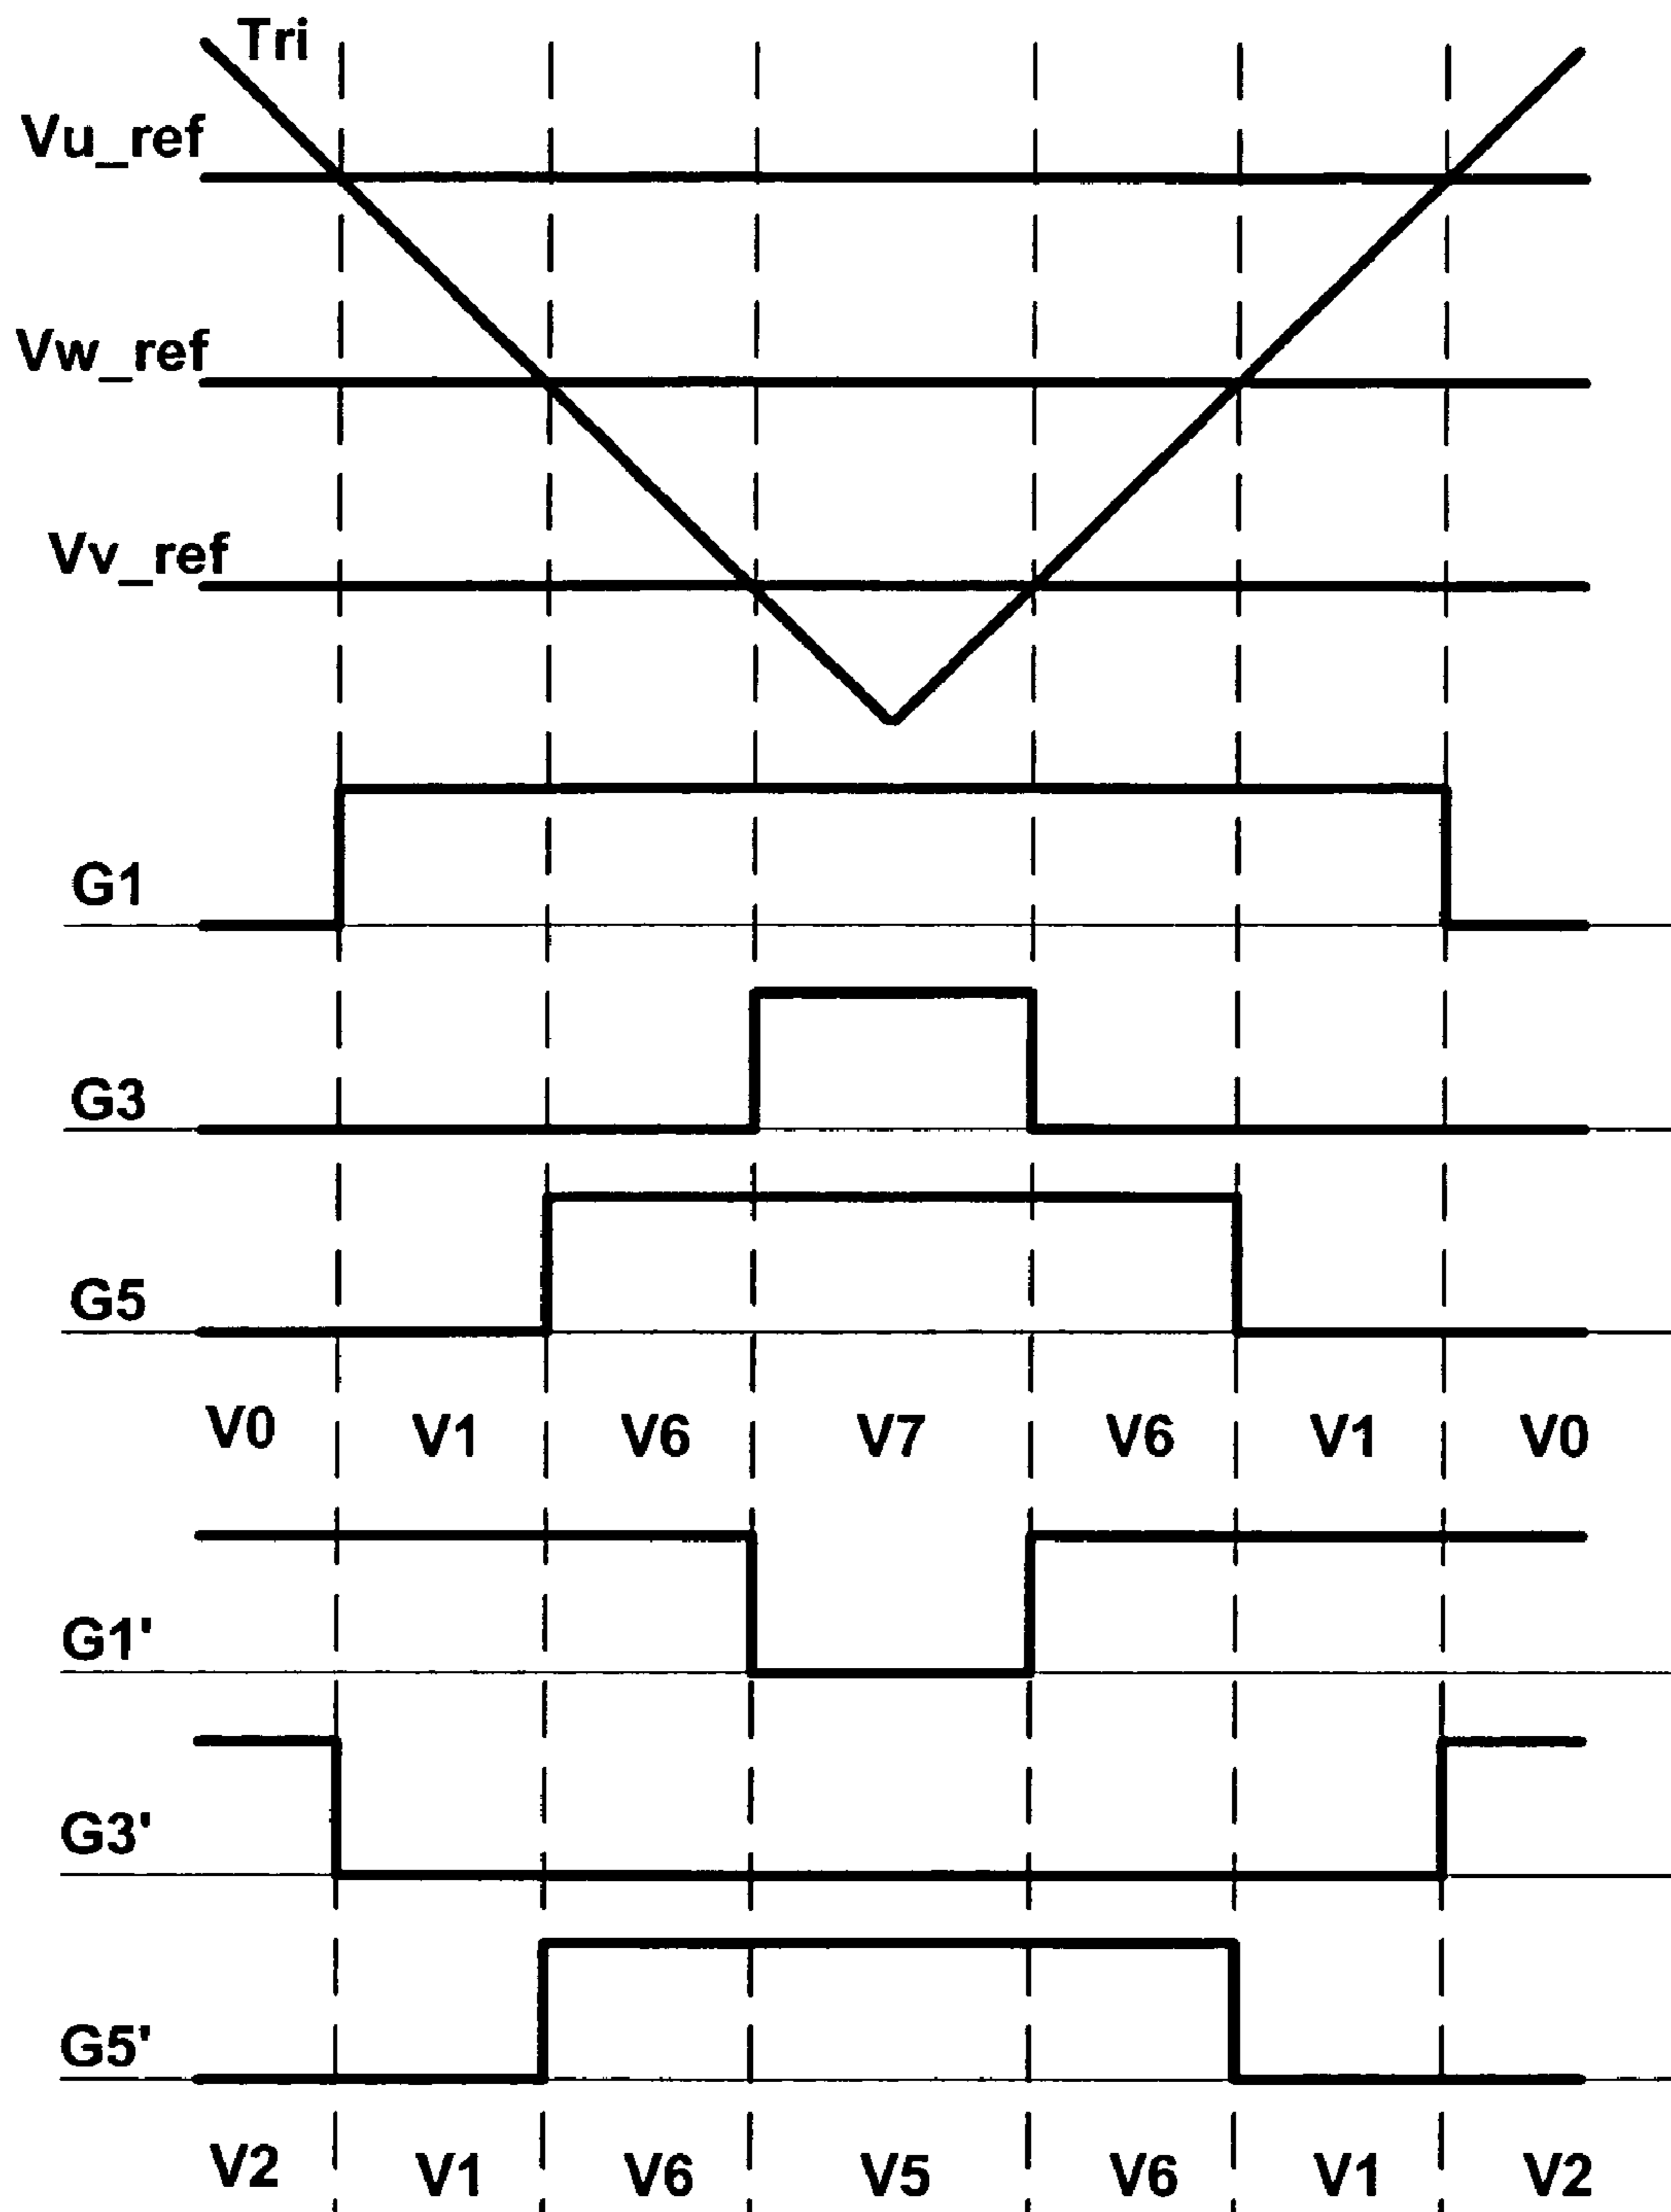 Tri
Vu_ref
Vw_ref
Vv_ref
G1
G3
G5
V0 V1 V6 V7 V6 V1 V0
G1'
G3'
G5'
V2 V1 V6 V5 V6 V1 V2